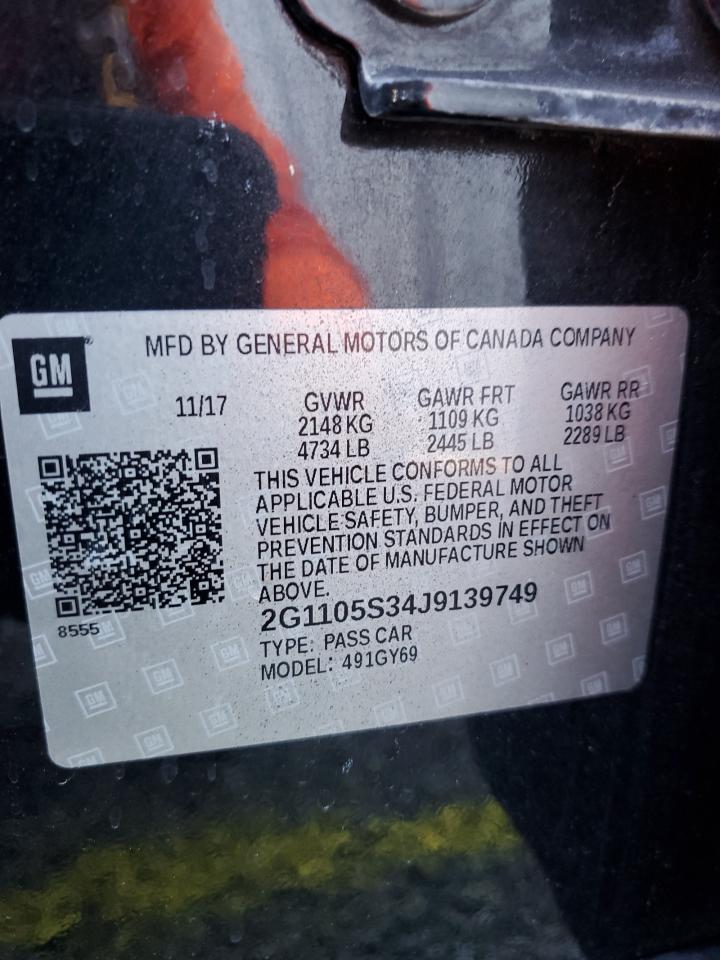 GM
MFD BY GENERAL MOTORS OF CANADA COMPANY
11/17
GVWR
2148 KG
4734 LB
GAWR FRT
1109 KG
2445 LB
GAWR RR
1038 KG
2289 LB
THIS VEHICLE CONFORMS TO ALL
APPLICABLE U.S. FEDERAL MOTOR
VEHICLE SAFETY, BUMPER, AND THEFT
PREVENTION STANDARDS IN EFFECT ON
THE DATE OF MANUFACTURE SHOWN
ABOVE.
8555
2G1105S34J9139749
TYPE: PASS CAR
MODEL: 491GY69